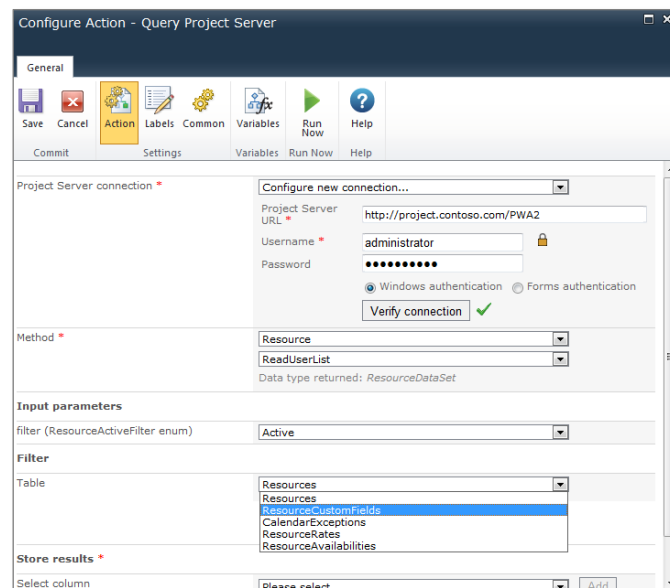 Configure Action - Query Project Server
General
Save Cancel Action Labels Common Variables Run Now Help
Commit Settings Variables Run Now Help
Project Server connection * Configure new connection...
Project Server URL * http://project.contoso.com/PWA2
Username * administrator
Password ●●●●●●●●●●
Windows authentication Forms authentication
Verify connection
Method * Resource
ReadUserList
Data type returned: ResourceDataSet
Input parameters
filter (ResourceActiveFilter enum) Active
Filter
Table Resources
Resources
ResourceCustomFields
CalendarExceptions
ResourceRates
ResourceAvailabilities
Store results *
Select column Please select Add